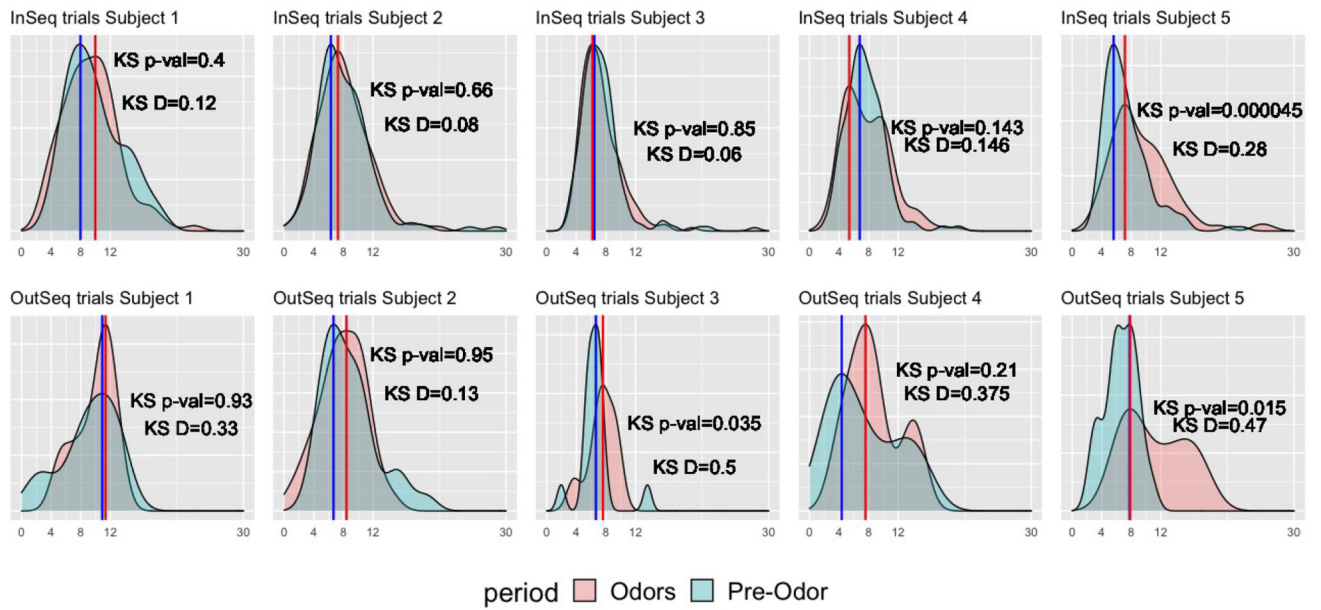 InSeq trials Subject 1
InSeq trials Subject 2
InSeq trials Subject 3
InSeq trials Subject 4
InSeq trials Subject 5
KS p-val=0.4
KS D=0.12
KS p-val=0.66
KS D=0.08
KS p-val=0.85
KS D=0.06
KS p-val=0.143
KS D=0.146
KS p-val=0.000045
KS D=0.28
0 4 8 12 30
0 4 8 12 30
0 4 8 12 30
0 4 8 12 30
0 4 8 12 30
OutSeq trials Subject 1
OutSeq trials Subject 2
OutSeq trials Subject 3
OutSeq trials Subject 4
OutSeq trials Subject 5
KS p-val=0.93
KS D=0.33
KS p-val=0.95
KS D=0.13
KS p-val=0.035
KS D=0.5
KS p-val=0.21
KS D=0.375
KS p-val=0.015
KS D=0.47
0 4 8 12 30
0 4 8 12 30
0 4 8 12 30
0 4 8 12 30
0 4 8 12 30
period Odors Pre-Odor